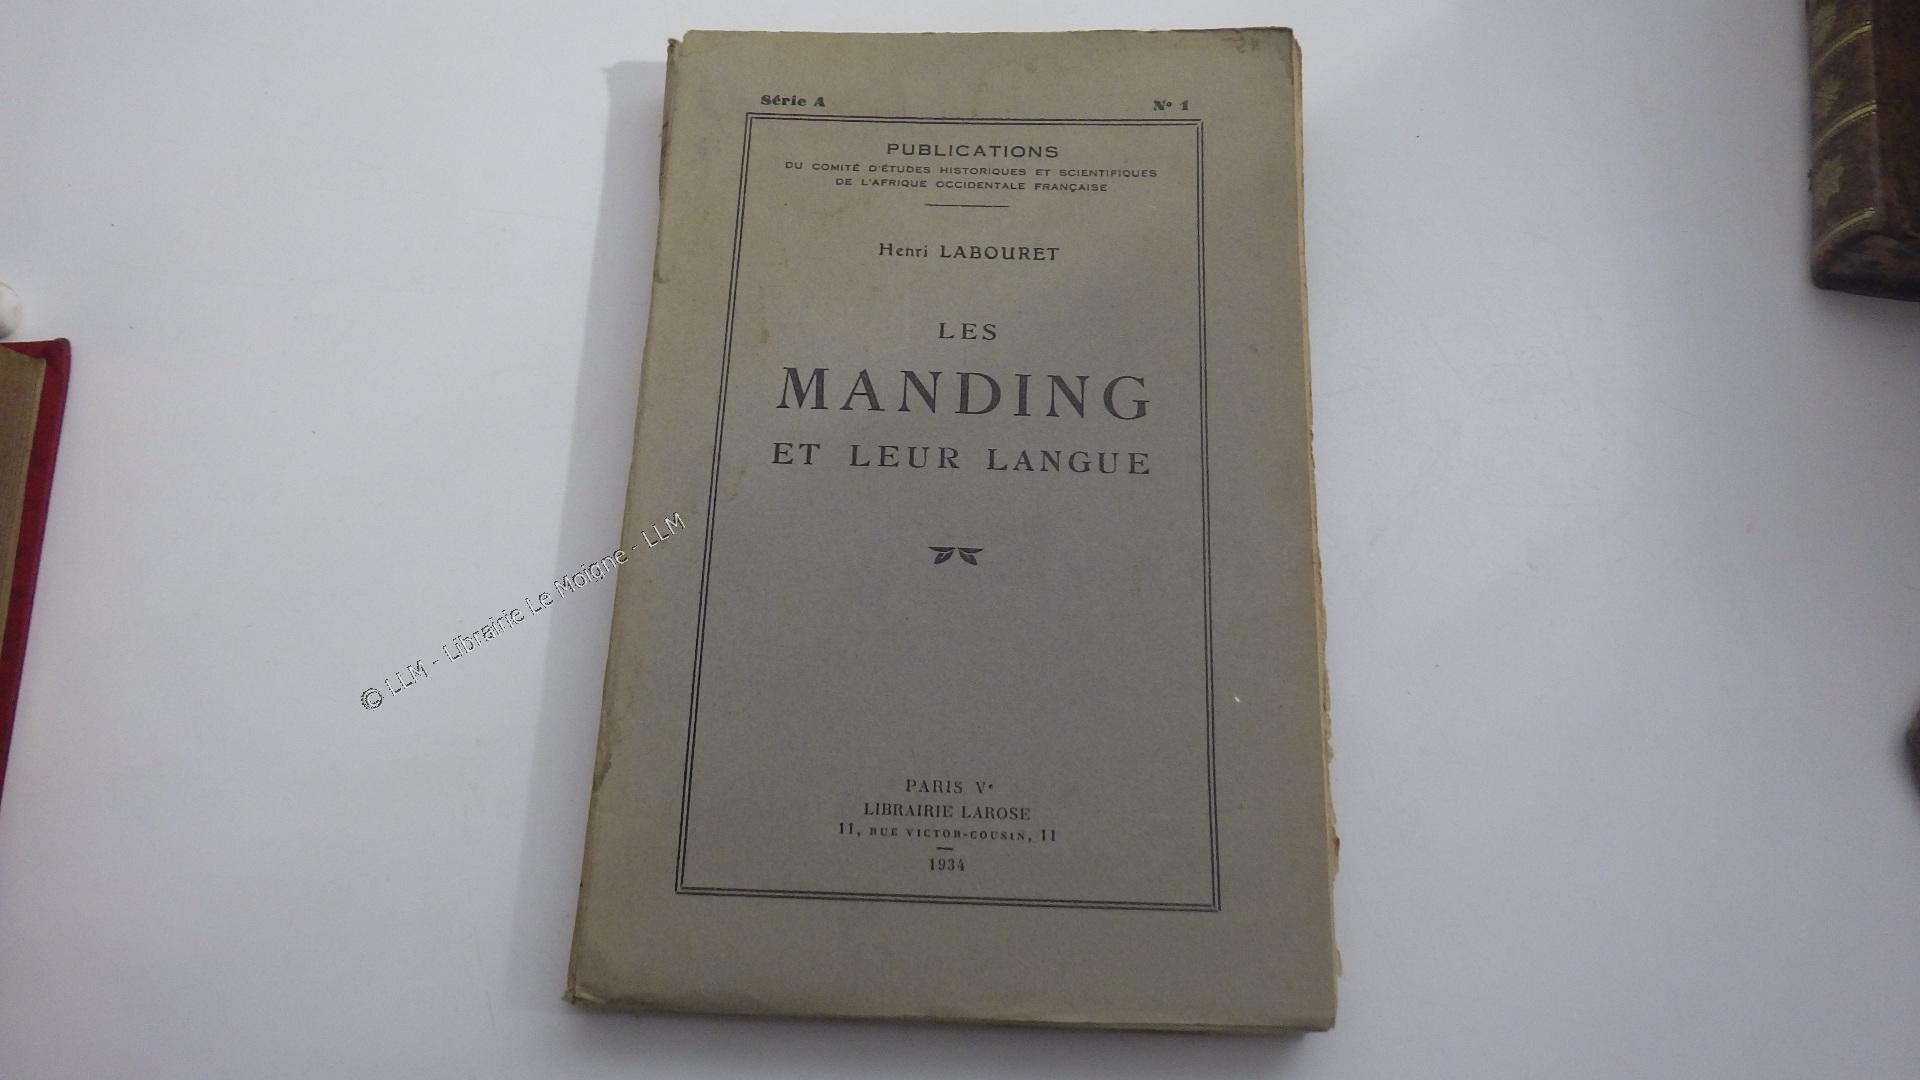 Série A
Nº 1
PUBLICATIONS
DU COMITÉ D'ÉTUDES HISTORIQUES ET SCIENTIFIQUES
DE L'AFRIQUE OCCIDENTALE FRANÇAISE
Henri LABOURET
LES
MANDING
ET LEUR LANGUE
PARIS Vᵉ
LIBRAIRIE LAROSE
11, RUE VICTOR-COUSIN, 11
1934
© LLM - Librairie Le Moigne - LLM